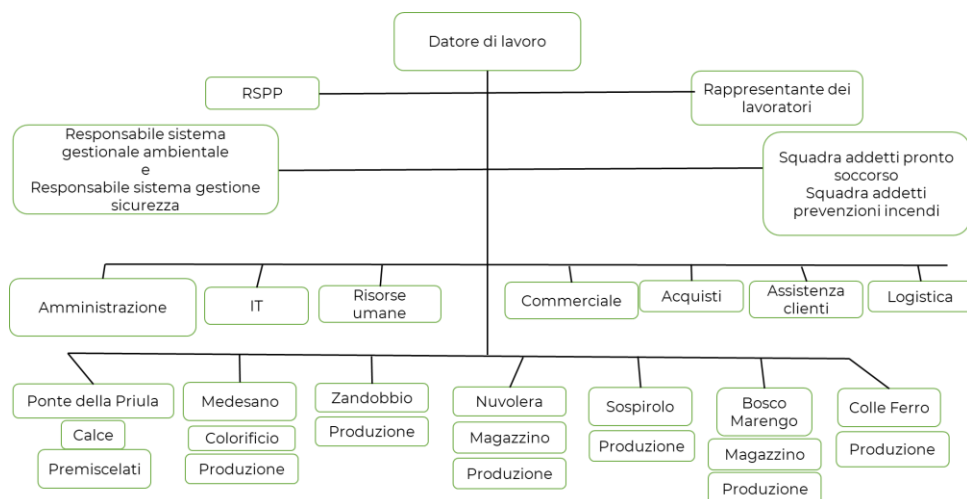 Datore di lavoro
RSPP
Rappresentante dei
lavoratori
Responsabile sistema
gestionale ambientale
e
Responsabile sistema gestione
sicurezza
Squadra addetti pronto
soccorso
Squadra addetti
prevenzioni incendi
Amministrazione
IT
Risorse
umane
Commerciale
Acquisti
Assistenza
clienti
Logistica
Ponte della Priula
Calce
Premiscelati
Medesano
Colorificio
Produzione
Zandobbio
Produzione
Nuvolera
Magazzino
Produzione
Sospirolo
Produzione
Bosco
Marengo
Magazzino
Produzione
Colle Ferro
Produzione